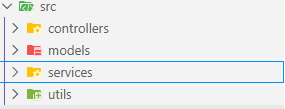 src
controllers
models
services
utils